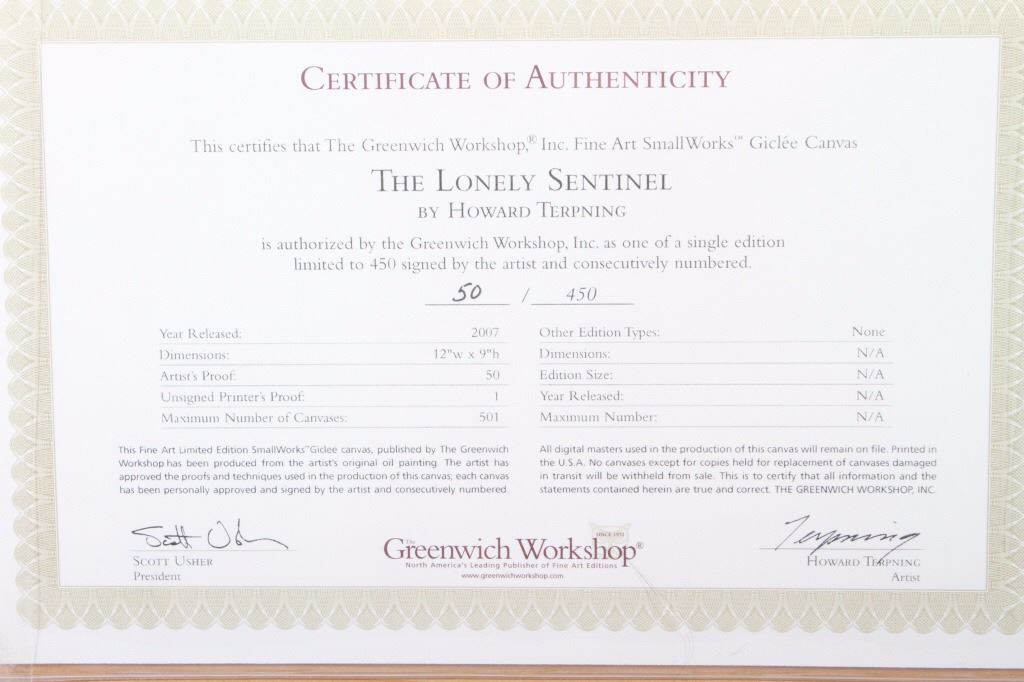 CERTIFICATE OF AUTHENTICITY
This certifies that The Greenwich Workshop,® Inc. Fine Art SmallWorks™ Giclée Canvas
THE LONELY SENTINEL
BY HOWARD TERPNING
is authorized by the Greenwich Workshop, Inc. as one of a single edition
limited to 450 signed by the artist and consecutively numbered.
50 / 450
Year Released: 2007
Dimensions: 12"w x 9"h
Artist's Proof: 50
Unsigned Printer's Proof: 1
Maximum Number of Canvases: 501
Other Edition Types: None
Dimensions: N/A
Edition Size: N/A
Year Released: N/A
Maximum Number: N/A
This Fine Art Limited Edition SmallWorks™Giclée canvas, published by The Greenwich
Workshop has been produced from the artist's original oil painting. The artist has
approved the proofs and techniques used in the production of this canvas; each canvas
has been personally approved and signed by the artist and consecutively numbered.
All digital masters used in the production of this canvas will remain on file. Printed in
the U.S.A. No canvases except for copies held for replacement of canvases damaged
in transit will be withheld from sale. This is to certify that all information and the
statements contained herein are true and correct. THE GREENWICH WORKSHOP, INC.
Scott Usher
SCOTT USHER
President
SINCE 1972
The Greenwich Workshop®
North America's Leading Publisher of Fine Art Editions
www.greenwichworkshop.com
Terpning
HOWARD TERPNING
Artist